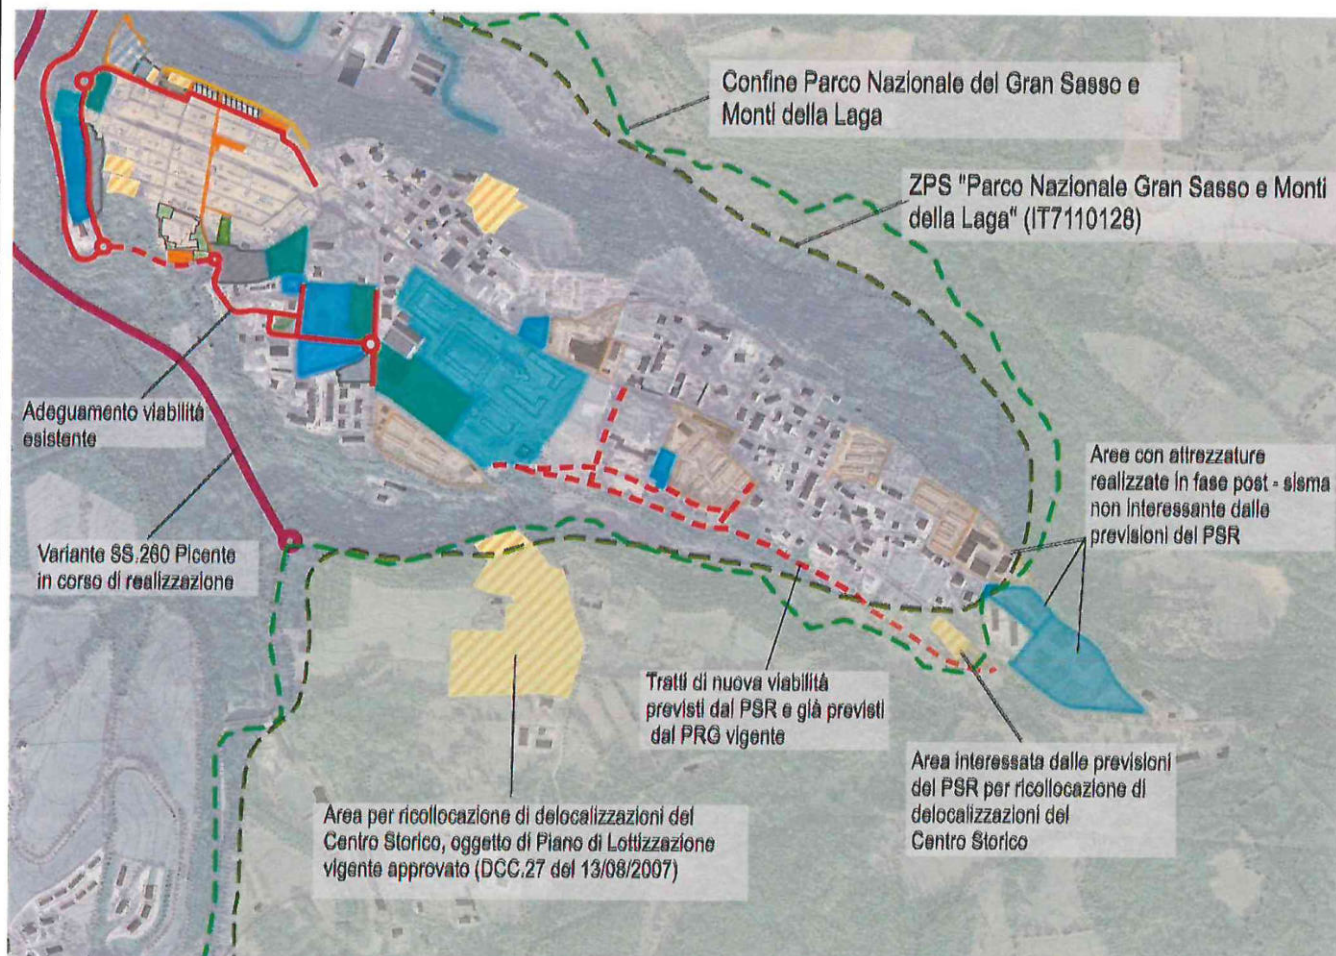 Confine Parco Nazionale del Gran Sasso e
Monti della Laga
ZPS "Parco Nazionale Gran Sasso e Monti
della Laga" (IT7110128)
Adeguamento viabilità
esistente
Aree con attrezzature
realizzate in fase post - sisma
non interessante dalle
previsioni del PSR
Variante SS.260 Picente
in corso di realizzazione
Tratti di nuova viabilità
previsti dal PSR e già previsti
dal PRG vigente
Area interessata dalle previsioni
del PSR per ricollocazione di
delocalizzazioni del
Centro Storico
Area per ricollocazione di delocalizzazioni del
Centro Storico, oggetto di Piano di Lottizzazione
vigente approvato (DCC.27 del 13/08/2007)